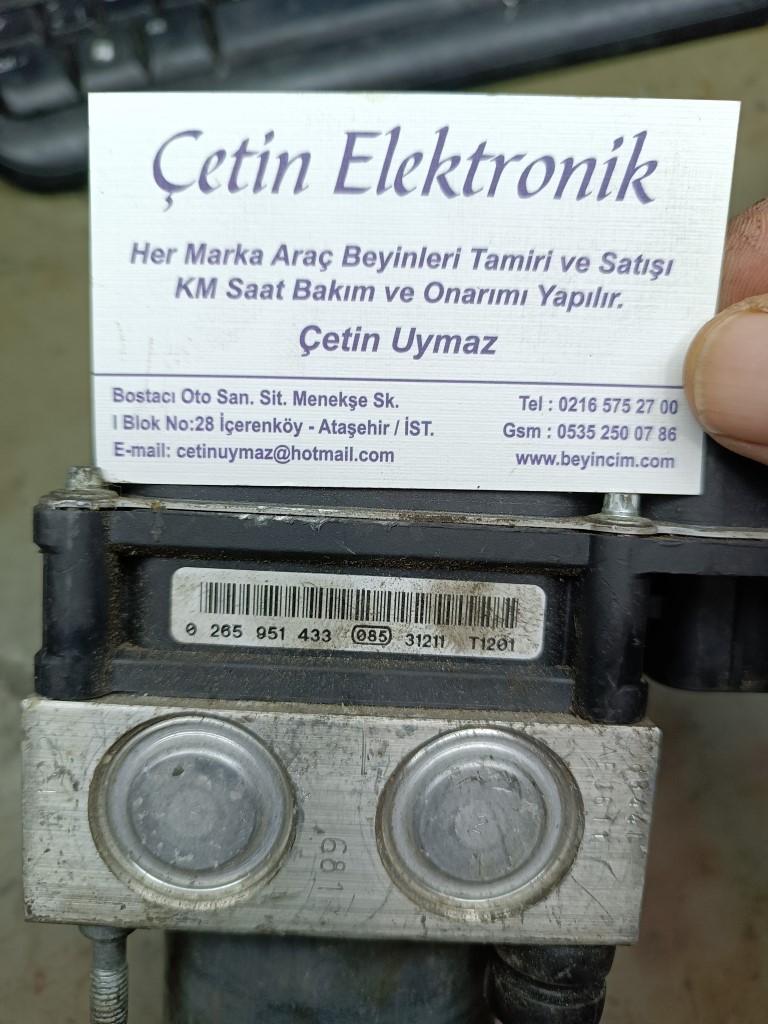 Çetin Elektronik
Her Marka Araç Beyinleri Tamiri ve Satışı
KM Saat Bakım ve Onarımı Yapılır.
Çetin Uymaz
Bostacı Oto San. Sit. Menekşe Sk.
I Blok No:28 İçerenköy - Ataşehir / İST.
E-mail: cetinuymaz@hotmail.com
Tel : 0216 575 27 00
Gsm : 0535 250 07 86
www.beyincim.com
0 265 951 433 085 31211 T1201
681